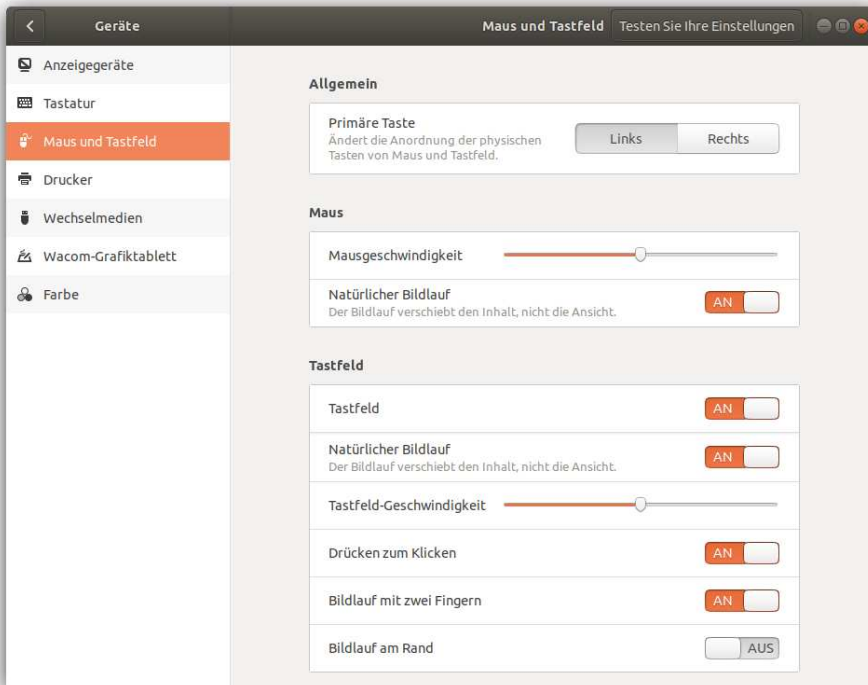 Geräte
Maus und Tastfeld
Testen Sie Ihre Einstellungen
Anzeigegeräte
Tastatur
Maus und Tastfeld
Drucker
Wechselmedien
Wacom-Grafiktablett
Farbe
Allgemein
Primäre Taste
Ändert die Anordnung der physischen
Tasten von Maus und Tastfeld.
Links
Rechts
Maus
Mausgeschwindigkeit
Natürlicher Bildlauf
Der Bildlauf verschiebt den Inhalt, nicht die Ansicht.
AN
Tastfeld
Tastfeld
AN
Natürlicher Bildlauf
Der Bildlauf verschiebt den Inhalt, nicht die Ansicht.
AN
Tastfeld-Geschwindigkeit
Drücken zum Klicken
AN
Bildlauf mit zwei Fingern
AN
Bildlauf am Rand
AUS